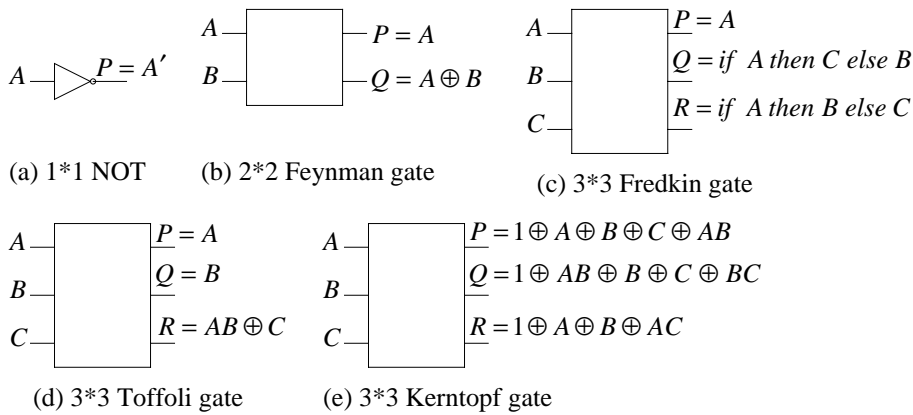 A
P = A′
(a) 1*1 NOT
A
B
P = A
Q = A ⊕ B
(b) 2*2 Feynman gate
A
B
C
P = A
Q = if A then C else B
R = if A then B else C
(c) 3*3 Fredkin gate
A
B
C
P = A
Q = B
R = AB ⊕ C
(d) 3*3 Toffoli gate
A
B
C
P = 1 ⊕ A ⊕ B ⊕ C ⊕ AB
Q = 1 ⊕ AB ⊕ B ⊕ C ⊕ BC
R = 1 ⊕ A ⊕ B ⊕ AC
(e) 3*3 Kerntopf gate